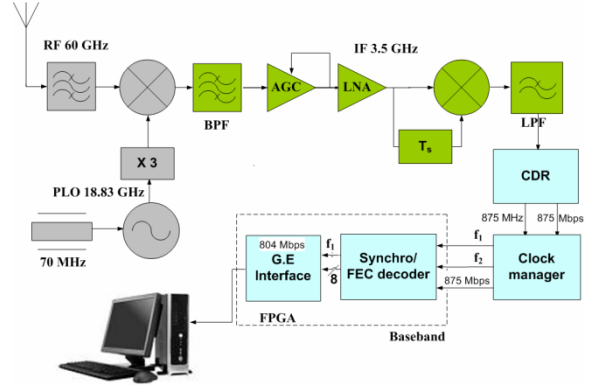 RF 60 GHz
IF 3.5 GHz
AGC
LNA
BPF
LPF
Ts
X 3
PLO 18.83 GHz
70 MHz
CDR
875 MHz
875 Mbps
Clock
manager
f1
f2
875 Mbps
Synchro/
FEC decoder
f1
8
804 Mbps
G.E
Interface
FPGA
Baseband